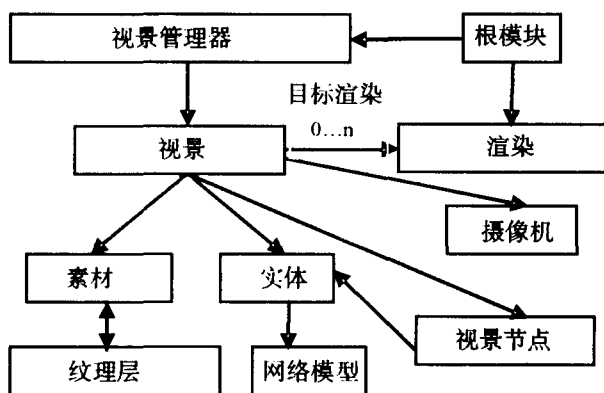 视景管理器
根模块
目标渲染
0...n
视景
渲染
摄像机
素材
实体
视景节点
纹理层
网络模型